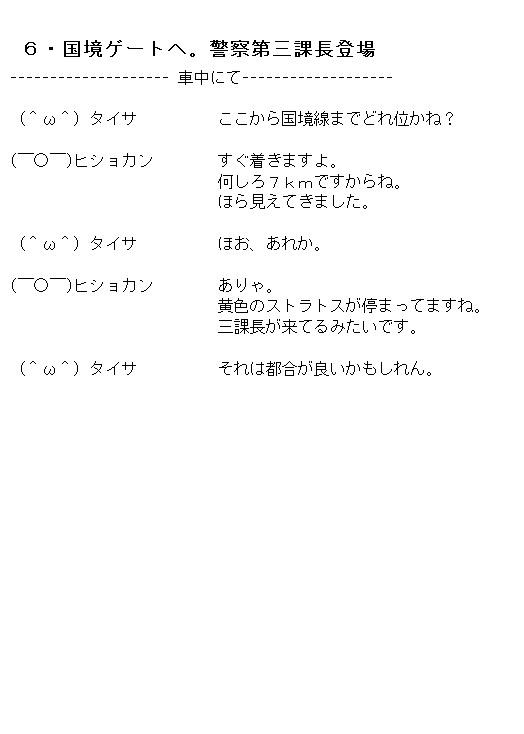 ６・国境ゲートへ。警察第三課長登場
-------------------- 車中にて-------------------
（＾ω＾）タイサ　ここから国境線までどれ位かね？
(￣○￣)ヒショカン　すぐ着きますよ。
何しろ７ｋｍですからね。
ほら見えてきました。
（＾ω＾）タイサ　ほお、あれか。
(￣○￣)ヒショカン　ありゃ。
黄色のストラトスが停まってますね。
三課長が来てるみたいです。
（＾ω＾）タイサ　それは都合が良いかもしれん。